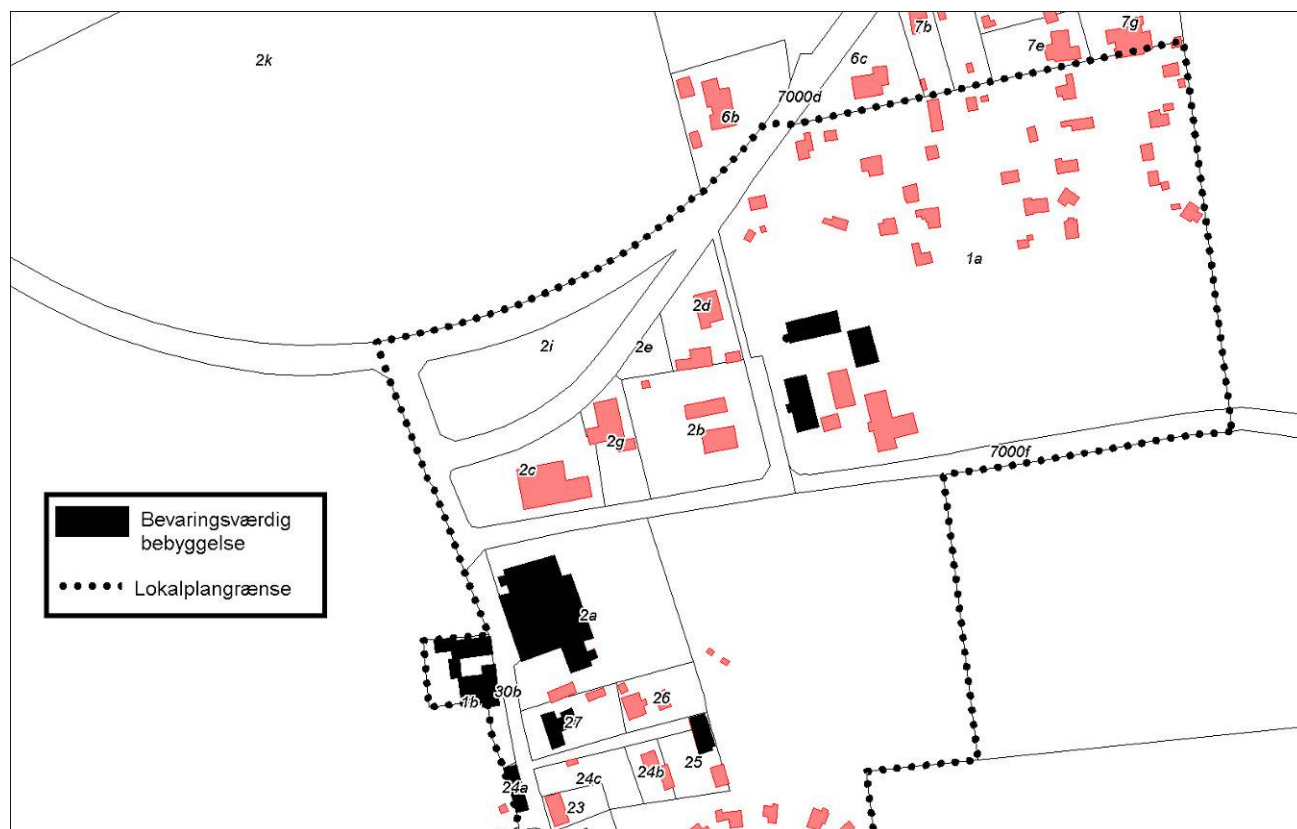 2k
7b
7g
7e
6c
7000d
6b
1a
2d
2i
2e
2g
2b
2c
7000f
Bevaringsværdig
bebyggelse
Lokalplangrænse
2a
30b
1b
26
27
25
24b
24c
24a
23